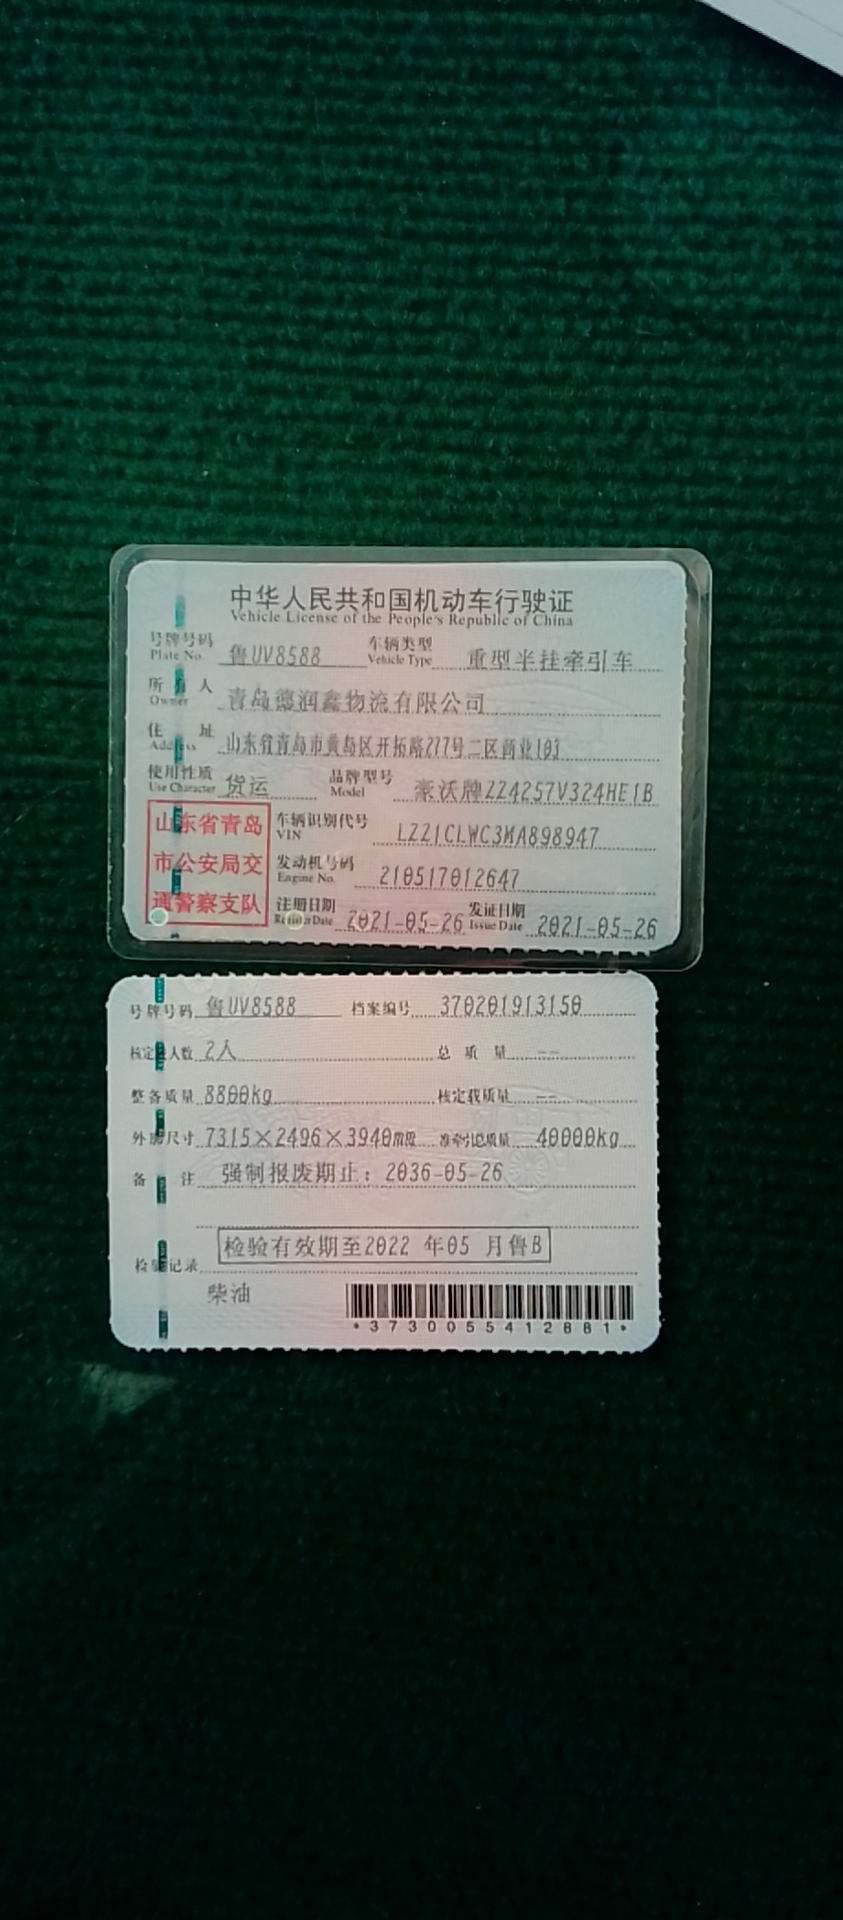 中华人民共和国机动车行驶证
Vehicle License of the People's Republic of China
号牌号码 鲁UV8588 车辆类型 重型半挂牵引车
Plate No. Vehicle Type
所有人 青岛德润鑫物流有限公司
Owner
住址 山东省青岛市黄岛区开拓路277号二区商业103
Address
使用性质 货运 品牌型号 豪沃牌ZZ4257V324HE1B
Use Character Model
山东省青岛
市公安局交
通警察支队
车辆识别代号 LZZ1CLWC3MA898947
VIN
发动机号码 210517012647
Engine No.
注册日期 2021-05-26 发证日期 2021-05-26
Register Date Issue Date
号牌号码 鲁UV8588 档案编号 370201913150
核定载人数 2人 总质量 --
整备质量 8800kg 核定载质量 --
外廓尺寸 7315×2496×3940mm 准牵引总质量 40000kg
备注 强制报废期止：2036-05-26
检验记录 检验有效期至2022 年05 月鲁B
柴油
*3730055412881*